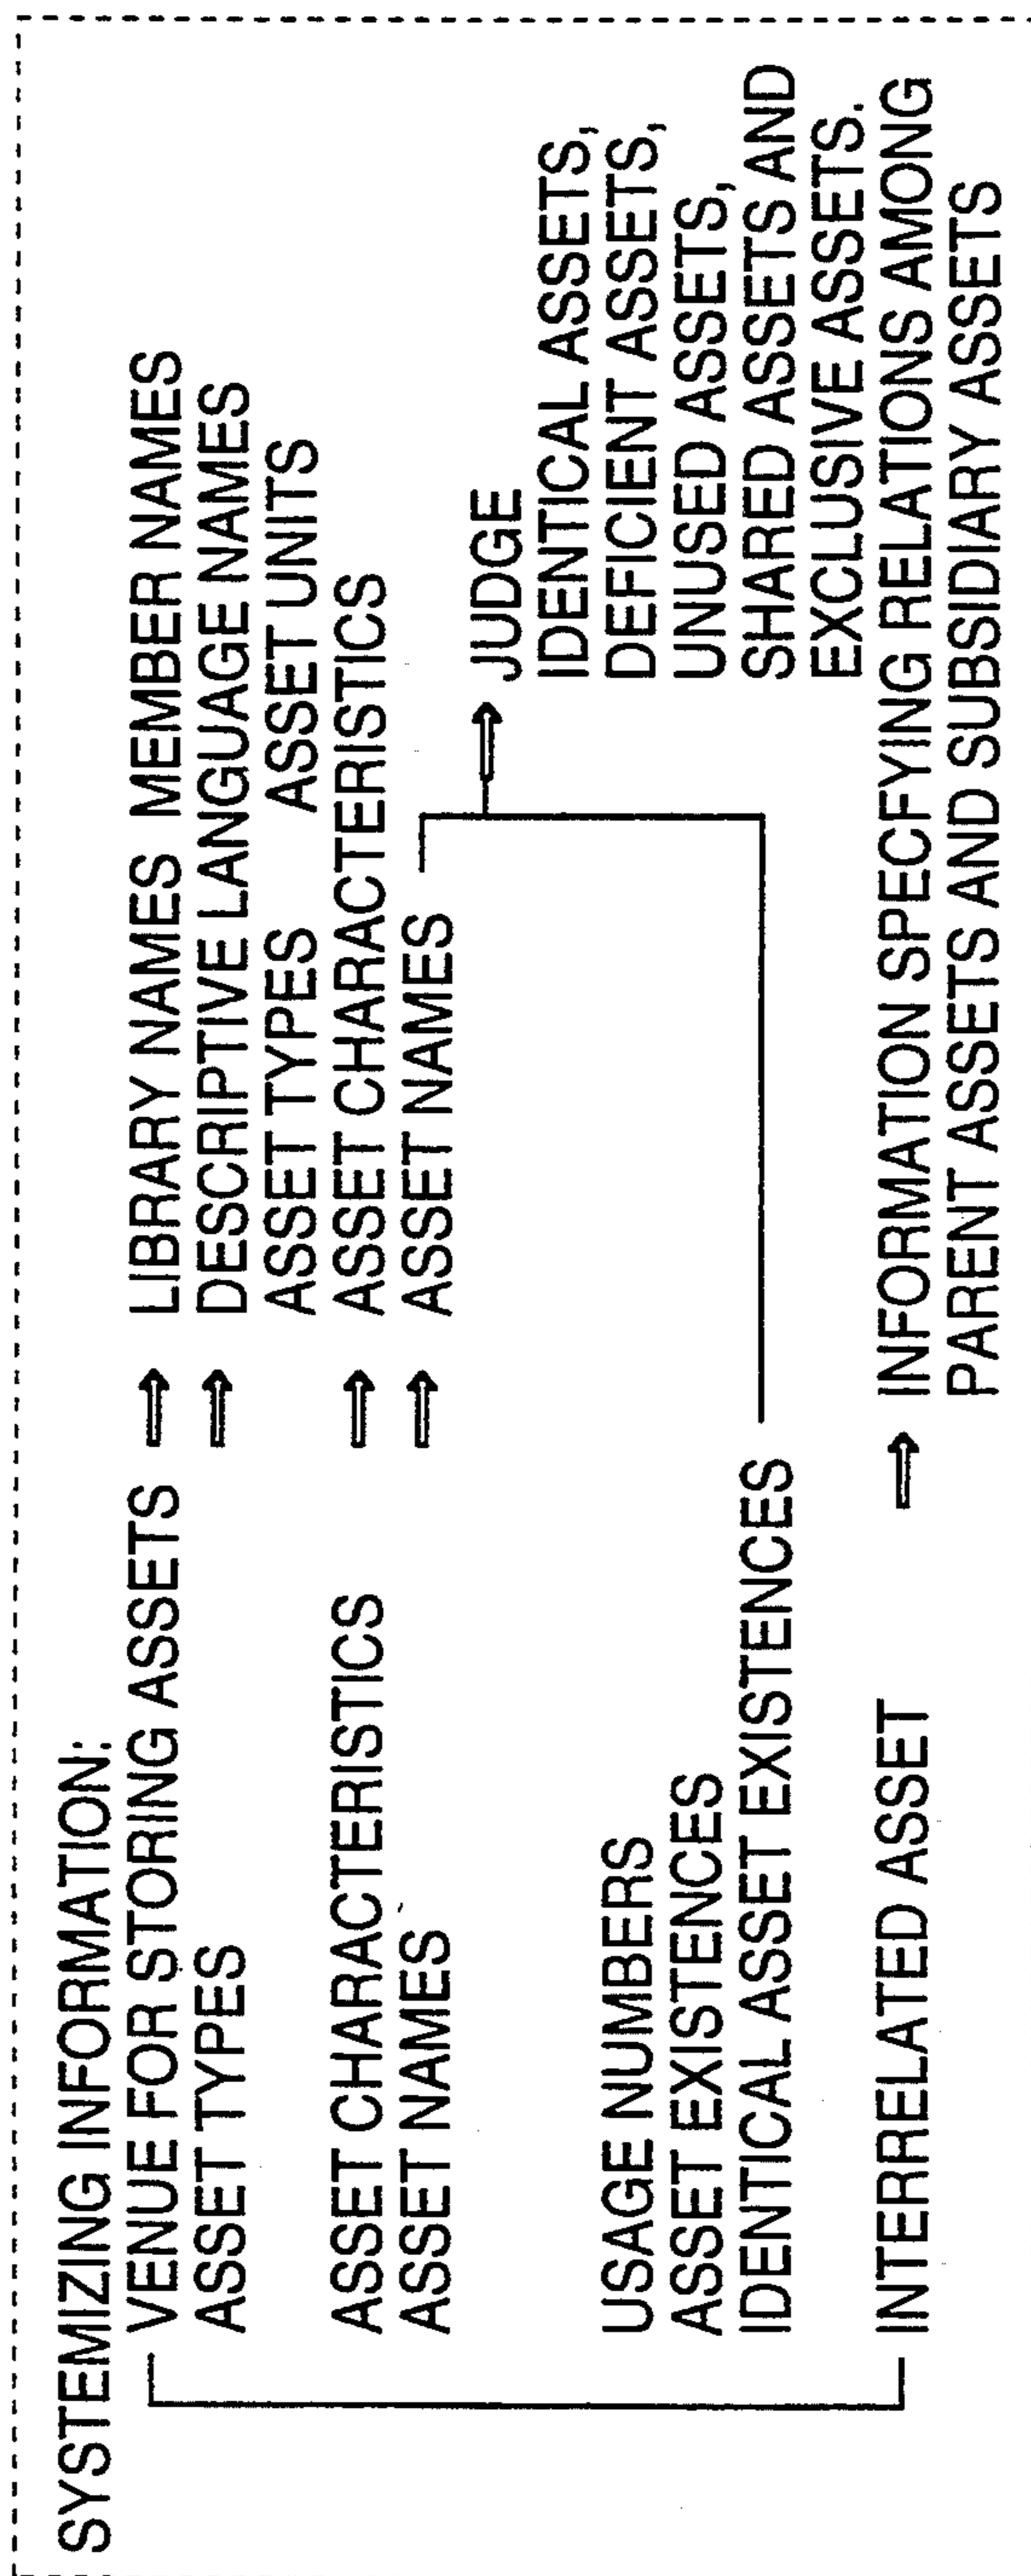 SYSTEMIZING INFORMATION:
VENUE FOR STORING ASSETS ⇒ LIBRARY NAMES MEMBER NAMES
ASSET TYPES ⇒ DESCRIPTIVE LANGUAGE NAMES
ASSET TYPES ASSET UNITS
ASSET CHARACTERISTICS ⇒ ASSET CHARACTERISTICS
ASSET NAMES ⇒ ASSET NAMES
⇒ JUDGE
IDENTICAL ASSETS,
USAGE NUMBERS DEFICIENT ASSETS,
ASSET EXISTENCES UNUSED ASSETS,
IDENTICAL ASSET EXISTENCES SHARED ASSETS AND
EXCLUSIVE ASSETS.
INTERRELATED ASSET ⇒ INFORMATION SPECFYING RELATIONS AMONG
PARENT ASSETS AND SUBSIDIARY ASSETS